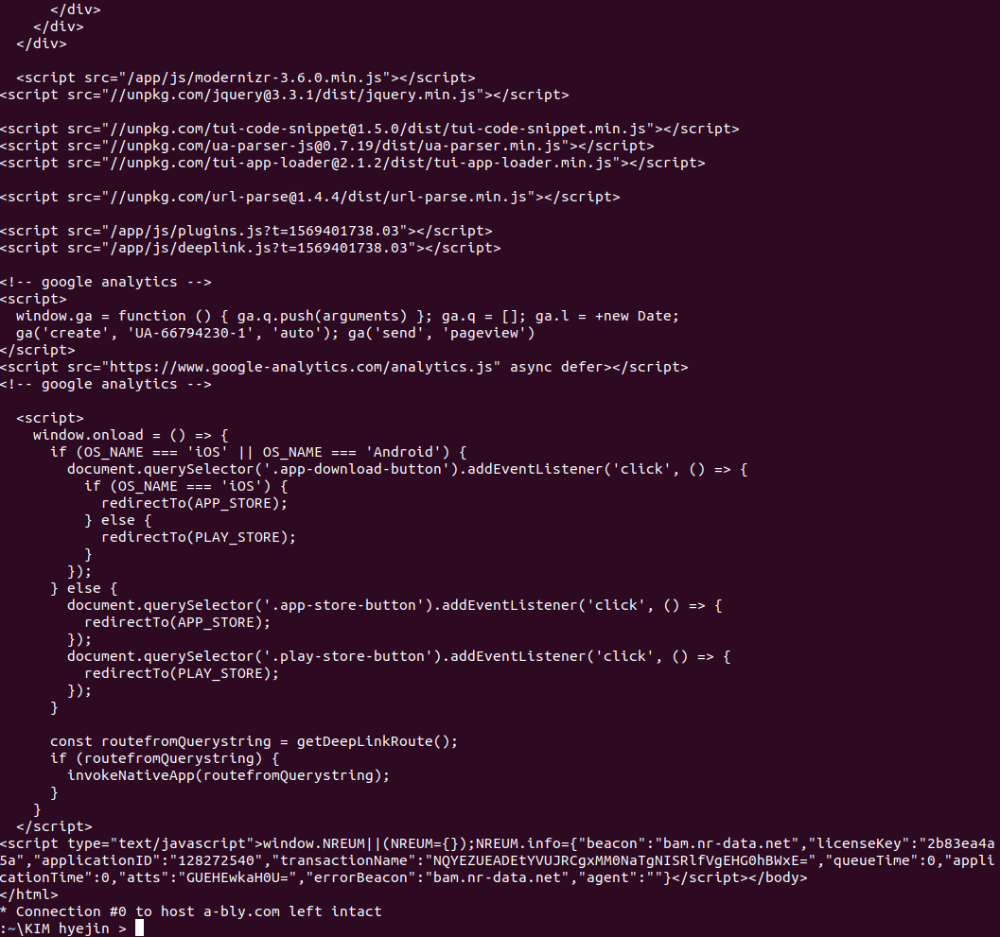 </div>
</div>
</div>
<script src="/app/js/modernizr-3.6.0.min.js"></script>
<script src="//unpkg.com/jquery@3.3.1/dist/jquery.min.js"></script>
<script src="//unpkg.com/tui-code-snippet@1.5.0/dist/tui-code-snippet.min.js"></script>
<script src="//unpkg.com/ua-parser-js@0.7.19/dist/ua-parser.min.js"></script>
<script src="//unpkg.com/tui-app-loader@2.1.2/dist/tui-app-loader.min.js"></script>
<script src="//unpkg.com/url-parse@1.4.4/dist/url-parse.min.js"></script>
<script src="/app/js/plugins.js?t=1569401738.03"></script>
<script src="/app/js/deeplink.js?t=1569401738.03"></script>
<!-- google analytics -->
<script>
window.ga = function () { ga.q.push(arguments) }; ga.q = []; ga.l = +new Date;
ga('create', 'UA-66794230-1', 'auto'); ga('send', 'pageview')
</script>
<script src="https://www.google-analytics.com/analytics.js" async defer></script>
<!-- google analytics -->
<script>
window.onload = () => {
if (OS_NAME === 'iOS' || OS_NAME === 'Android') {
document.querySelector('.app-download-button').addEventListener('click', () => {
if (OS_NAME === 'iOS') {
redirectTo(APP_STORE);
} else {
redirectTo(PLAY_STORE);
}
});
} else {
document.querySelector('.app-store-button').addEventListener('click', () => {
redirectTo(APP_STORE);
});
document.querySelector('.play-store-button').addEventListener('click', () => {
redirectTo(PLAY_STORE);
});
}
const routefromQuerystring = getDeepLinkRoute();
if (routefromQuerystring) {
invokeNativeApp(routefromQuerystring);
}
}
</script>
<script type="text/javascript">window.NREUM||(NREUM={});NREUM.info={"beacon":"bam.nr-data.net","licenseKey":"2b83ea4a
5a","applicationID":"128272540","transactionName":"NQYEZUEADEtYVUJRCgxMM0NaTgNISRlfVgEHG0hBWxE=","queueTime":0,"appli
cationTime":0,"atts":"GUEHEwkaH0U=","errorBeacon":"bam.nr-data.net","agent":""}</script></body>
</html>
* Connection #0 to host a-bly.com left intact
:~\KIM hyejin >